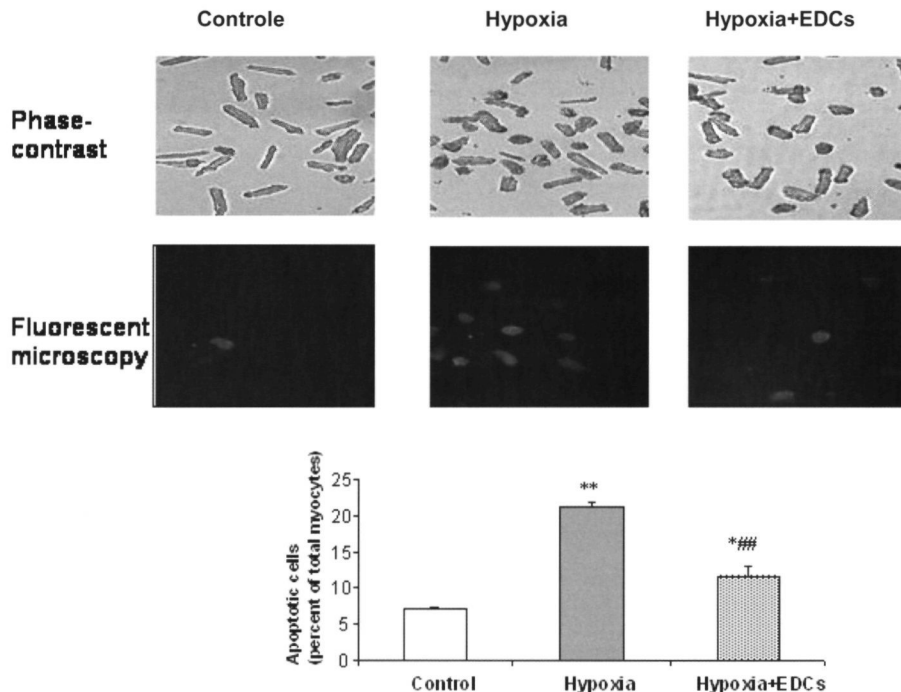 Controle Hypoxia Hypoxia+EDCs
Phase-
contrast
Fluorescent
microscopy
Apoptotic cells
(percent of total myocytes)
25
20
15
10
5
0
**
*##
Control Hypoxia Hypoxia+EDCs